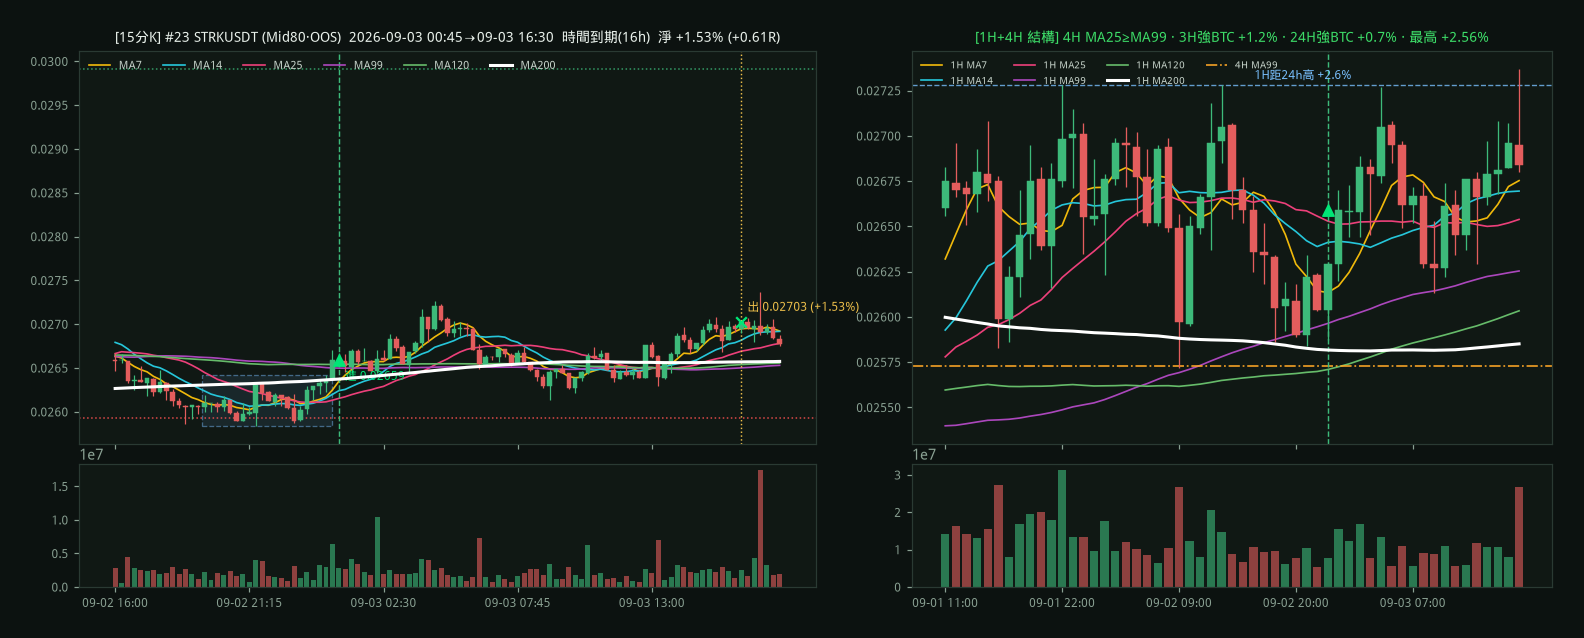 [15分K] #23 STRKUSDT (Mid80·OOS)  2026-09-03 00:45→09-03 16:30  時間到期(16h)  淨 +1.53% (+0.61R)
MA7 MA14 MA25 MA99 MA120 MA200
0.0300
0.0295
0.0290
0.0285
0.0280
0.0275
0.0270
0.0265
0.0260
出 0.02703 (+1.53%)
1e7
1.5
1.0
0.5
0.0
09-02 16:00 09-02 21:15 09-03 02:30 09-03 07:45 09-03 13:00
[1H+4H 結構] 4H MA25≥MA99 · 3H強BTC +1.2% · 24H強BTC +0.7% · 最高 +2.56%
1H MA7 1H MA25 1H MA120 4H MA99
1H MA14 1H MA99 1H MA200
1H距24h高 +2.6%
0.02725
0.02700
0.02675
0.02650
0.02625
0.02600
0.02575
0.02550
1e7
3
2
1
0
09-01 11:00 09-01 22:00 09-02 09:00 09-02 20:00 09-03 07:00